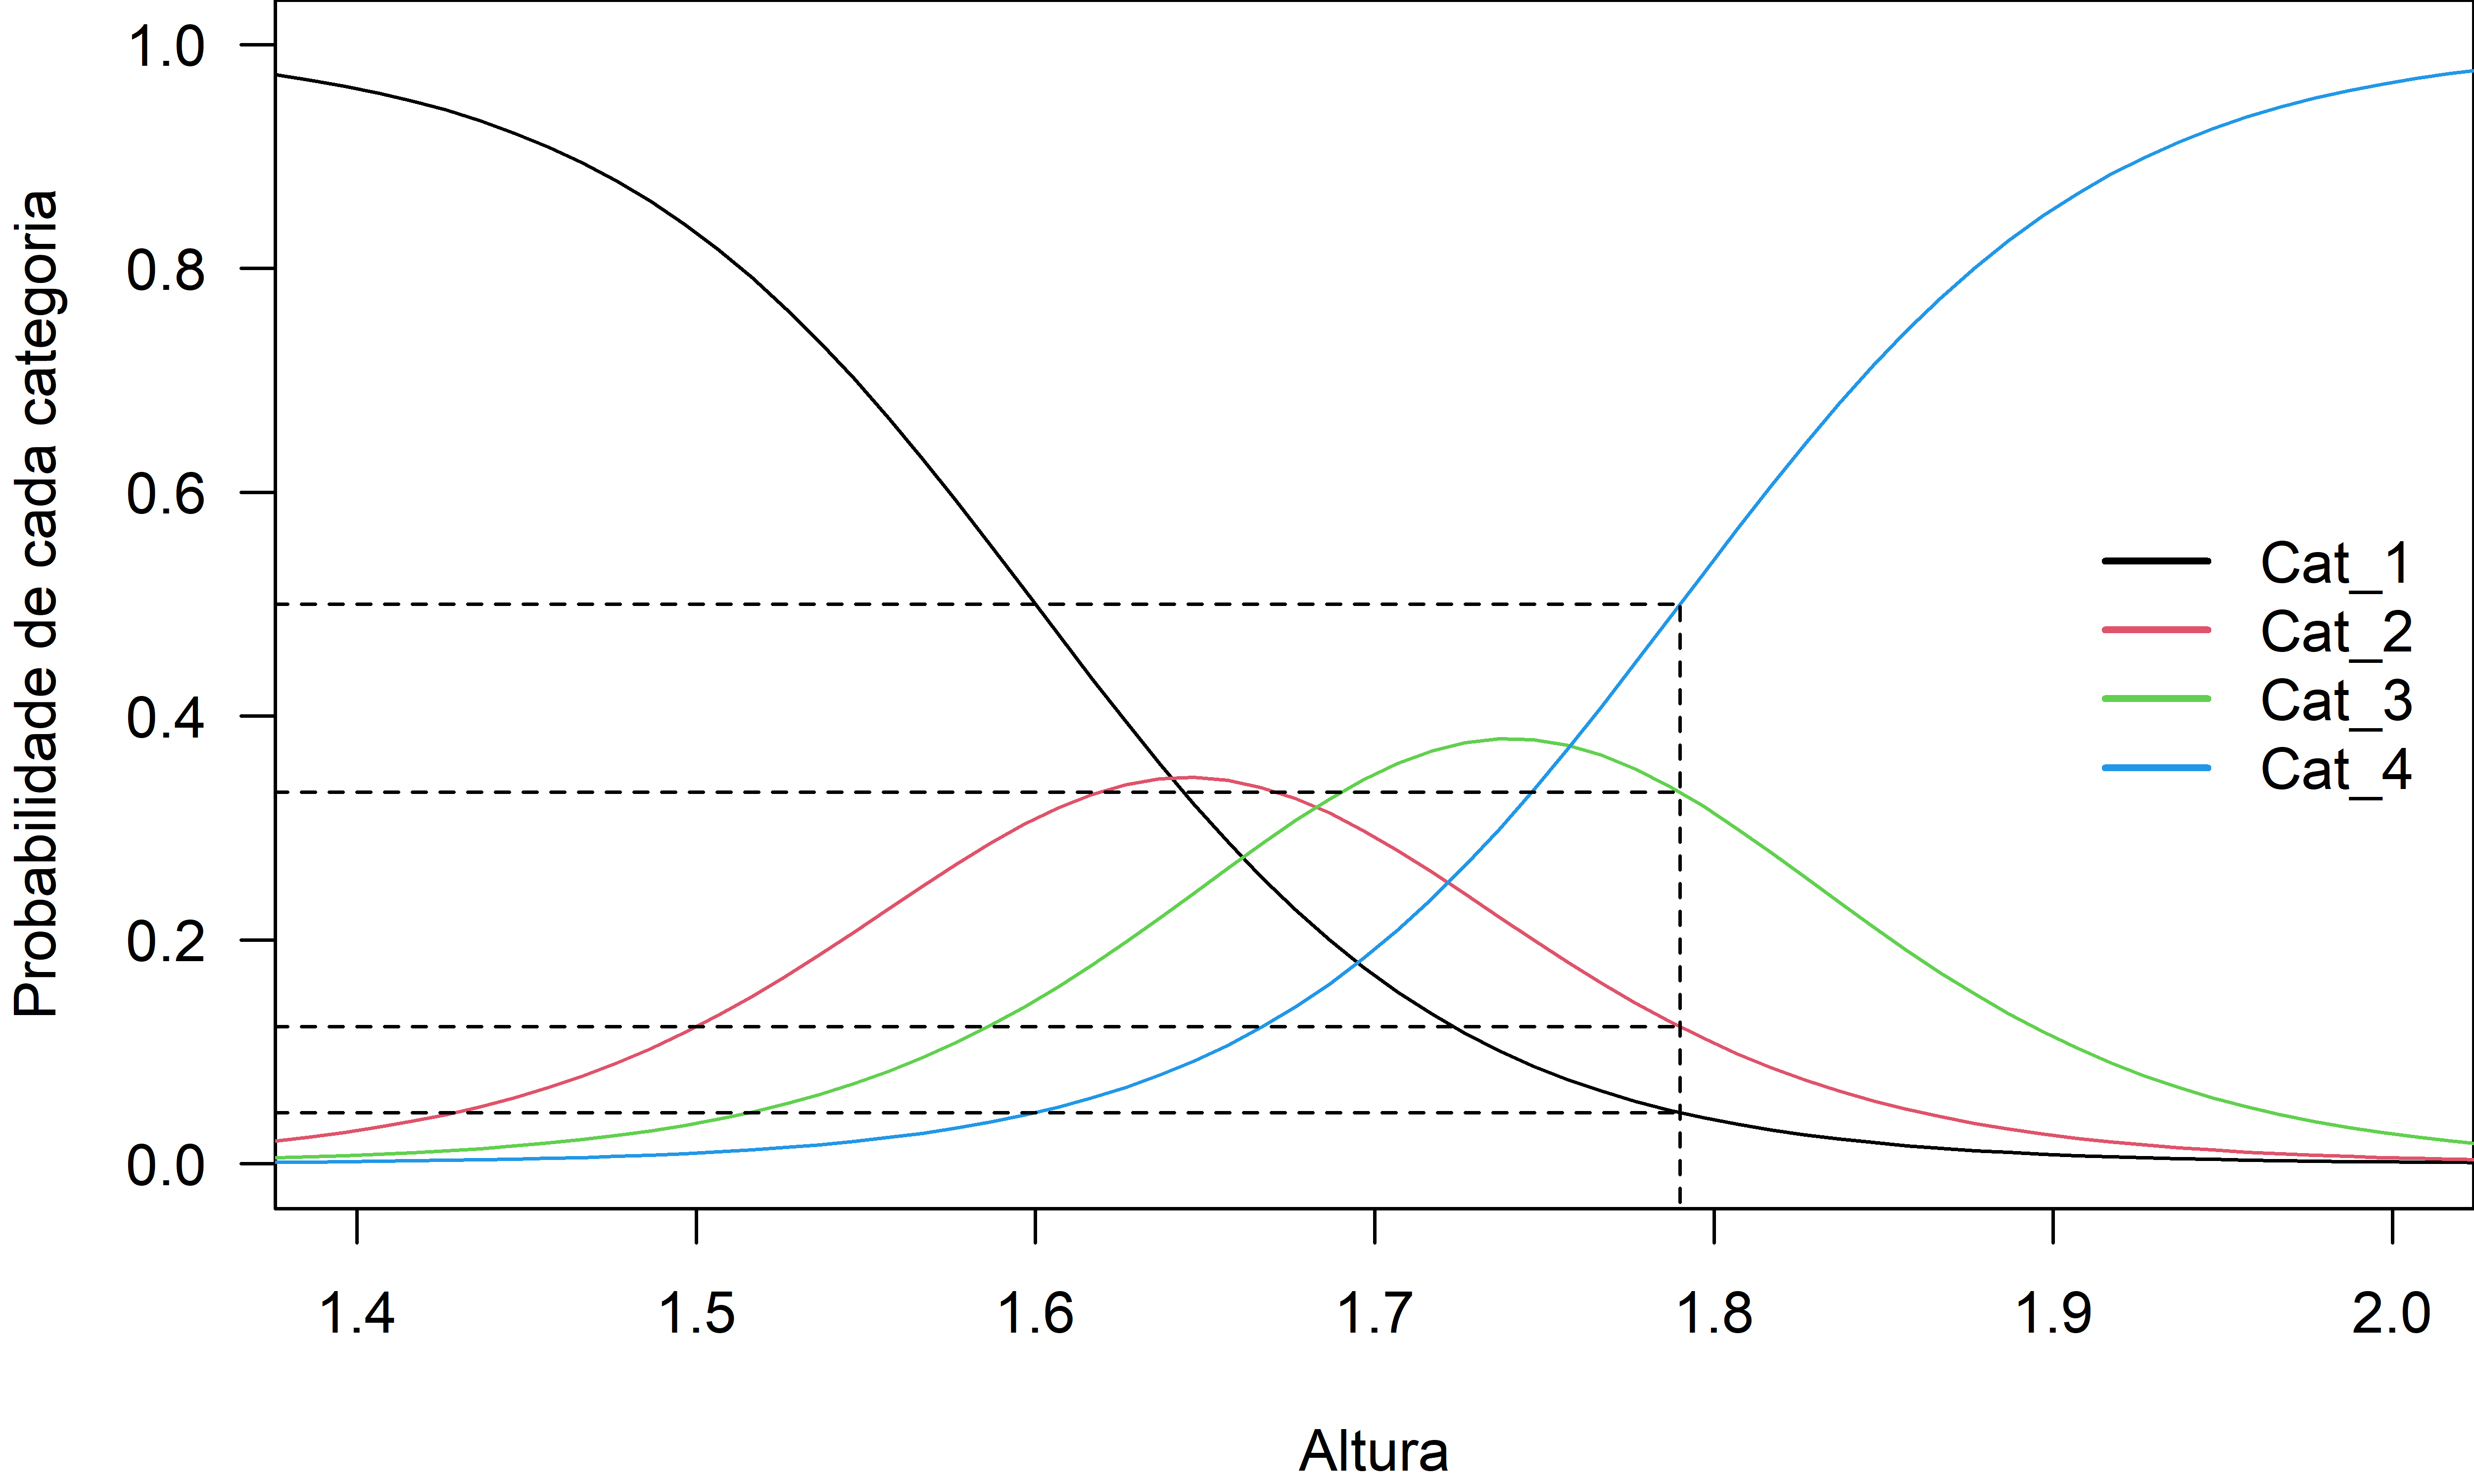 Probabilidade de cada categoria
1.0
0.8
0.6
0.4
0.2
0.0
Cat_1
Cat_2
Cat_3
Cat_4
1.4 1.5 1.6 1.7 1.8 1.9 2.0
Altura